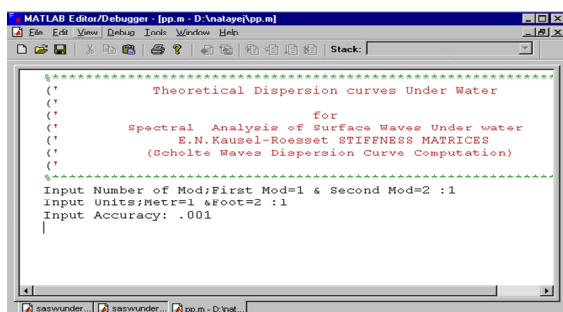 MATLAB Editor/Debugger - [pp.m - D:\natayej\pp.m]
File Edit View Debug Tools Window Help
Stack:
%************************************************************
(' Theoretical Dispersion curves Under Water
(' for
(' Spectral Analysis of Surface Waves Under water
(' E.N.Kausel-Roesset STIFFNESS MATRICES
(' (Scholte Waves Dispersion Curve Computation)
('
%************************************************************
Input Number of Mod;First Mod=1 & Second Mod=2 :1
Input Units;Metr=1 &Foot=2 :1
Input Accuracy: .001
saswunder... saswunder... pp.m - D:\nat...